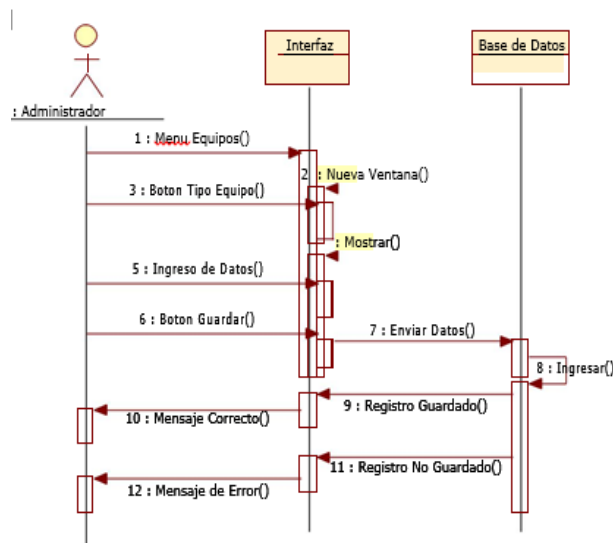 Interfaz
Base de Datos
: Administrador
1 : Menu Equipos()
2 : Nueva Ventana()
3 : Boton Tipo Equipo()
: Mostrar()
5 : Ingreso de Datos()
6 : Boton Guardar()
7 : Enviar Datos()
8 : Ingresar()
9 : Registro Guardado()
10 : Mensaje Correcto()
11 : Registro No Guardado()
12 : Mensaje de Error()